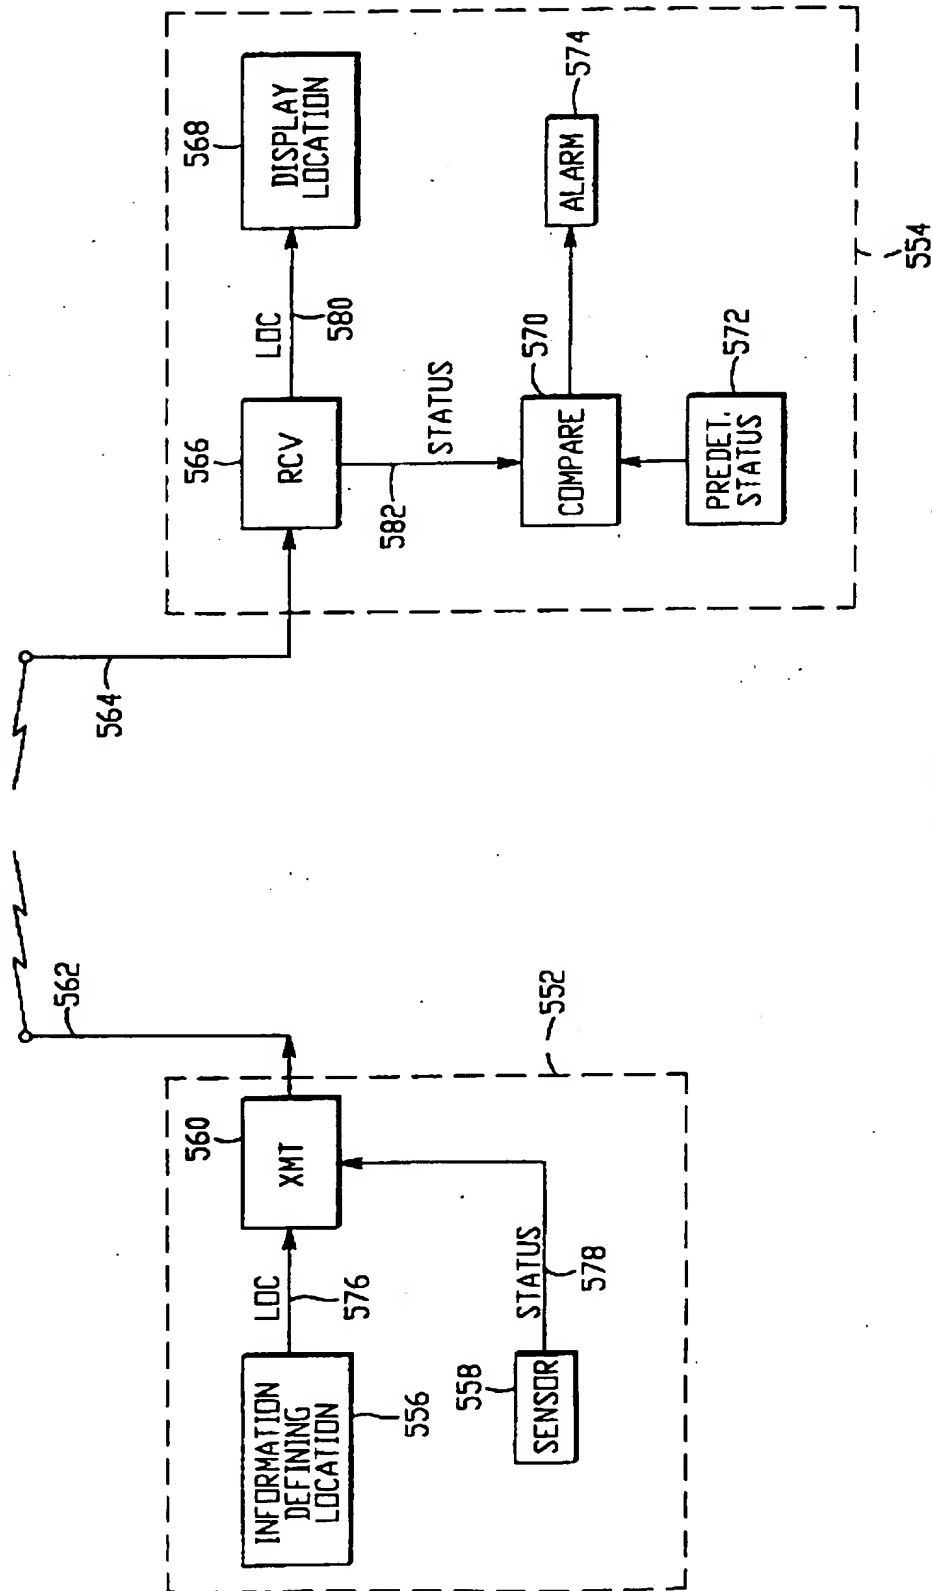 562
564
560
XMT
LOC
576
INFORMATION
DEFINING
LOCATION
556
558
SENSOR
STATUS
578
552
566
RCV
LOC
580
568
DISPLAY
LOCATION
582
STATUS
570
COMPARE
574
ALARM
572
PREDET.
STATUS
554